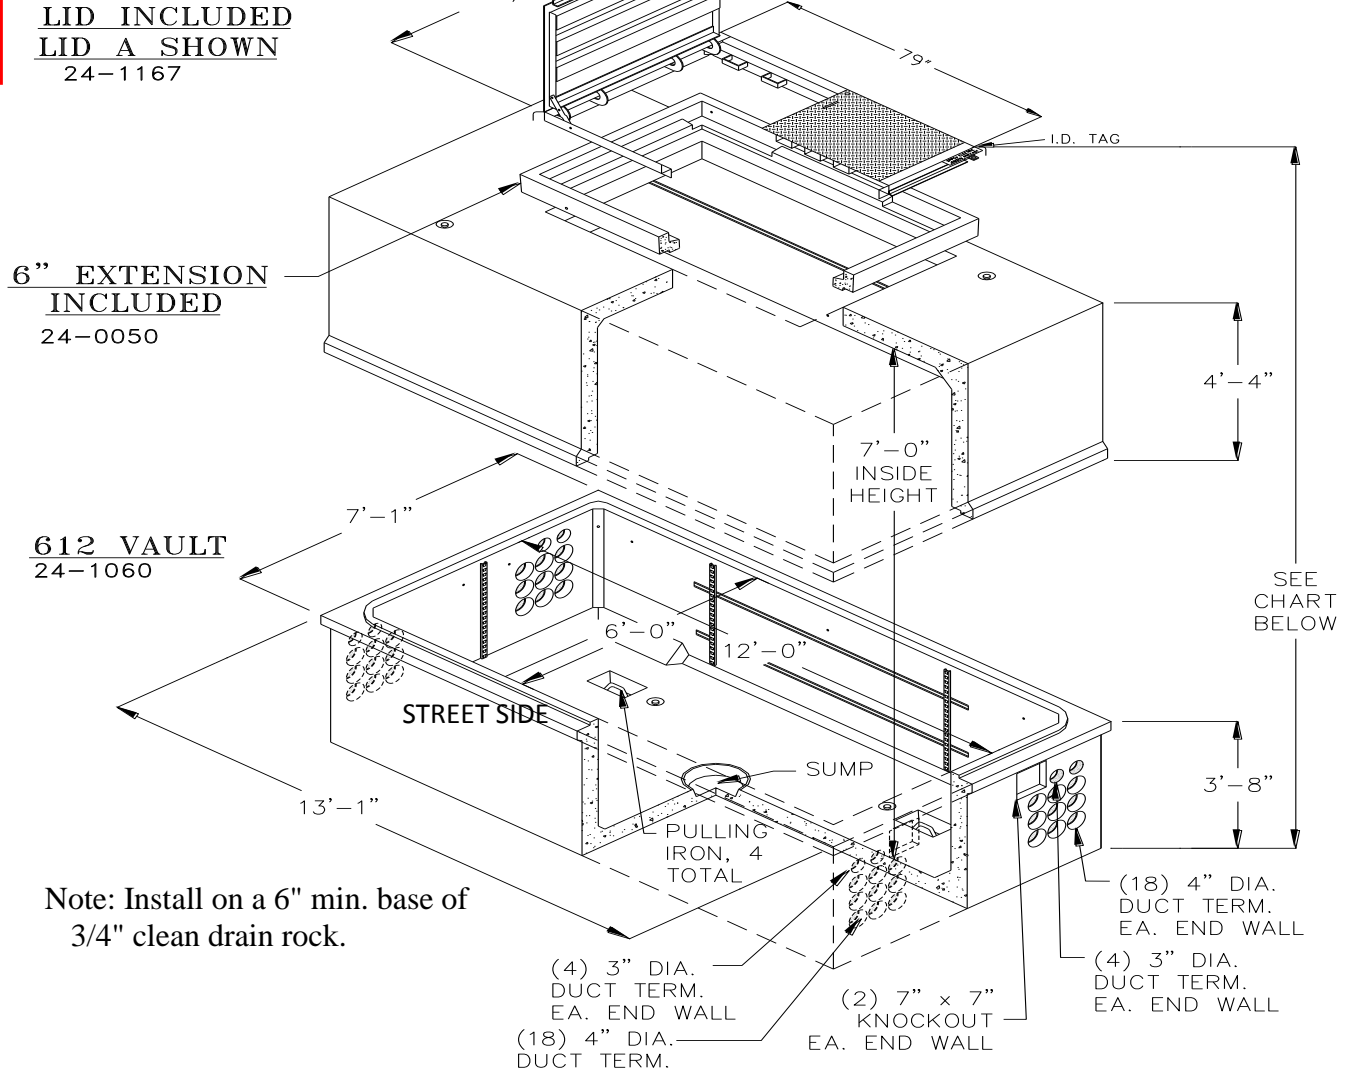 LID INCLUDED
LID A SHOWN
24-1167
79"
I.D. TAG
6” EXTENSION
INCLUDED
24-0050
4'-4”
7'-0”
INSIDE
HEIGHT
7'-1”
612 VAULT
24-1060
SEE
CHART
BELOW
6'-0”
12'-0”
STREET SIDE
SUMP
3'-8”
13'-1”
PULLING
IRON, 4
TOTAL
Note: Install on a 6" min. base of
3/4" clean drain rock.
(18) 4” DIA.
DUCT TERM.
EA. END WALL
(4) 3” DIA.
DUCT TERM.
EA. END WALL
(4) 3” DIA.
DUCT TERM.
EA. END WALL
(2) 7” x 7”
KNOCKOUT
EA. END WALL
(18) 4” DIA.
DUCT TERM.